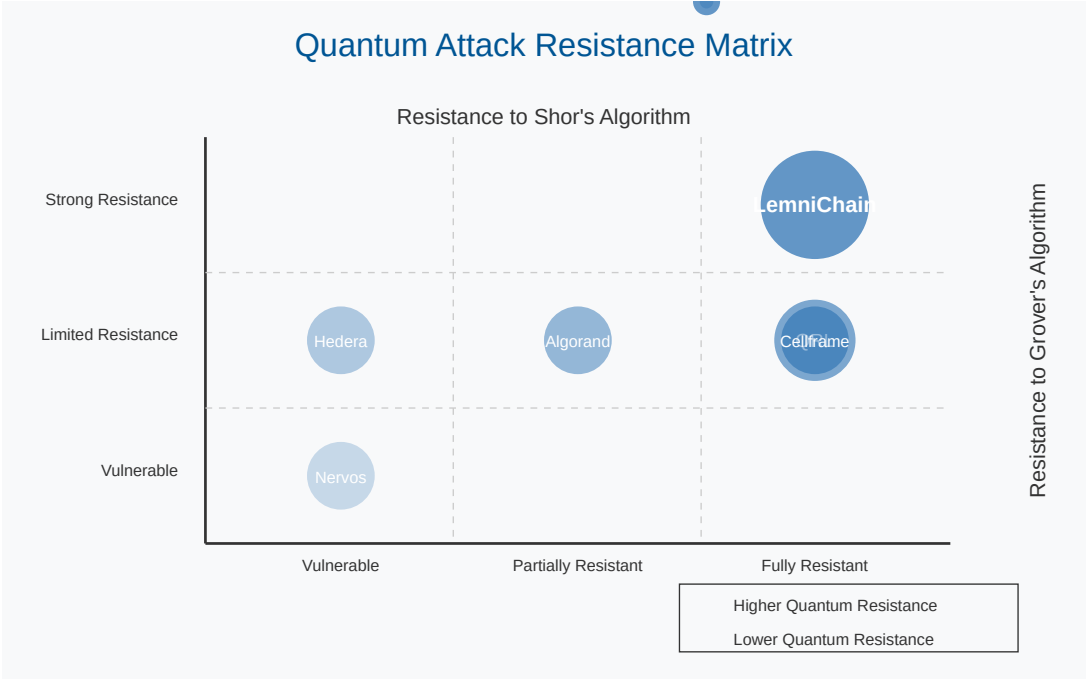 Quantum Attack Resistance Matrix
Resistance to Shor's Algorithm
Strong Resistance
LemniChain
Limited Resistance
Hedera
Algorand
Cellframe
Vulnerable
Nervos
Resistance to Grover's Algorithm
Vulnerable
Partially Resistant
Fully Resistant
Higher Quantum Resistance
Lower Quantum Resistance